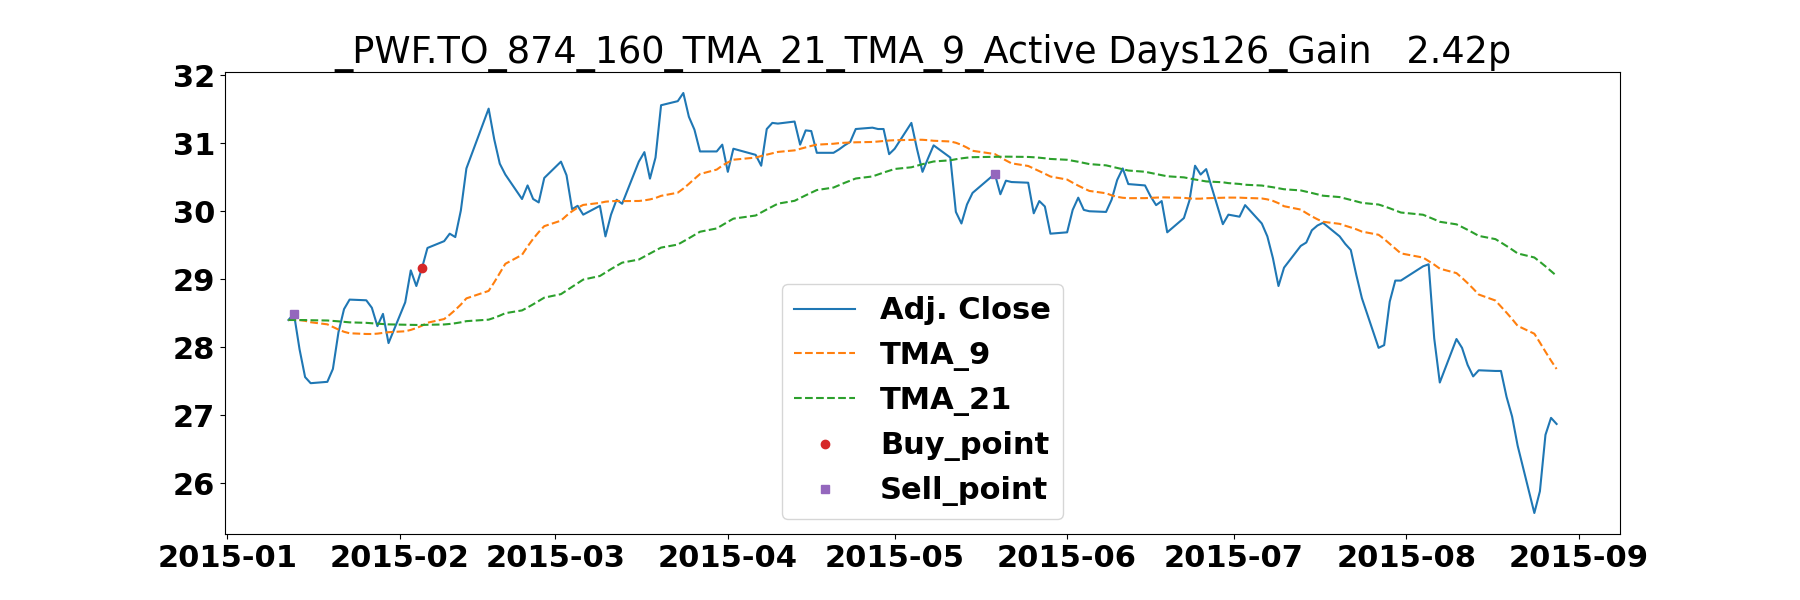 _PWF.TO_874_160_TMA_21_TMA_9_Active Days126_Gain   2.42p
32
31
30
29
28
27
26
Adj. Close
TMA_9
TMA_21
Buy_point
Sell_point
2015-01 2015-02 2015-03 2015-04 2015-05 2015-06 2015-07 2015-08 2015-09